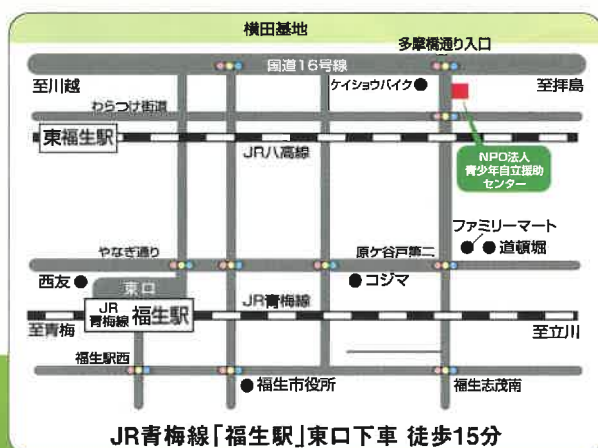 横田基地
多摩橋通り入口
国道16号線
至川越
ケイショウバイク
至拝島
わらつけ街道
東福生駅
JR八高線
NPO法人
青少年自立援助
センター
ファミリーマート
やなぎ通り
原ケ谷戸第二
道頓堀
西友
東口
コジマ
JR
青梅線
福生駅
JR青梅線
至青梅
至立川
福生駅西
福生市役所
福生志茂南
JR青梅線「福生駅」東口下車 徒歩15分